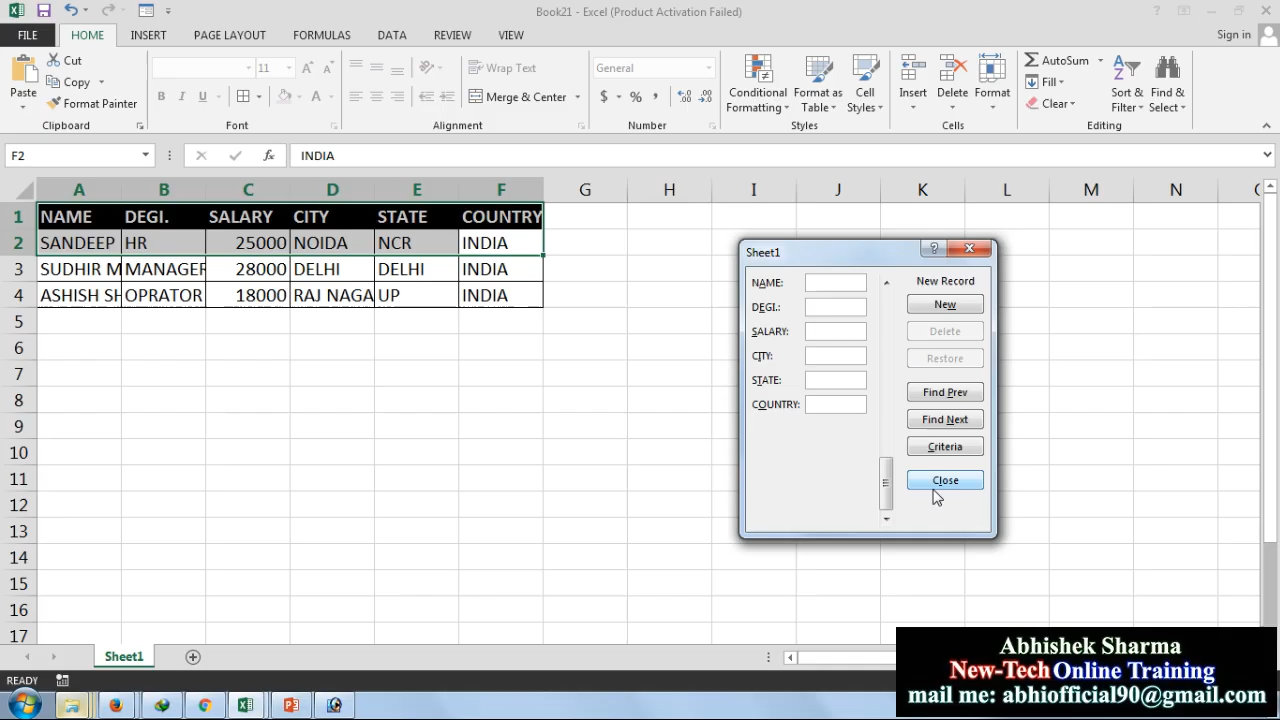 Book21 - Excel (Product Activation Failed)
FILE HOME INSERT PAGE LAYOUT FORMULAS DATA REVIEW VIEW Sign in
Paste
Cut
Copy
Format Painter
Clipboard
11
B I U A
Font
Wrap Text
Merge & Center
Alignment
General
$ % ,
Number
Conditional Formatting
Format as Table
Cell Styles
Styles
Insert
Delete
Format
Cells
AutoSum
Fill
Clear
Sort & Filter
Find & Select
Editing
F2 fx INDIA
A B C D E F G H I J K L M N
1 NAME DEGI. SALARY CITY STATE COUNTRY
2 SANDEEP HR 25000 NOIDA NCR INDIA
3 SUDHIR M MANAGER 28000 DELHI DELHI INDIA
4 ASHISH SH OPRATOR 18000 RAJ NAGA UP INDIA
5
6
7
8
9
10
11
12
13
14
15
16
17
Sheet1
NAME:
DEGI.:
SALARY:
CITY:
STATE:
COUNTRY:
New Record
New
Delete
Restore
Find Prev
Find Next
Criteria
Close
Sheet1
READY
Abhishek Sharma
New-Tech Online Training
mail me: abhiofficial90@gmail.com